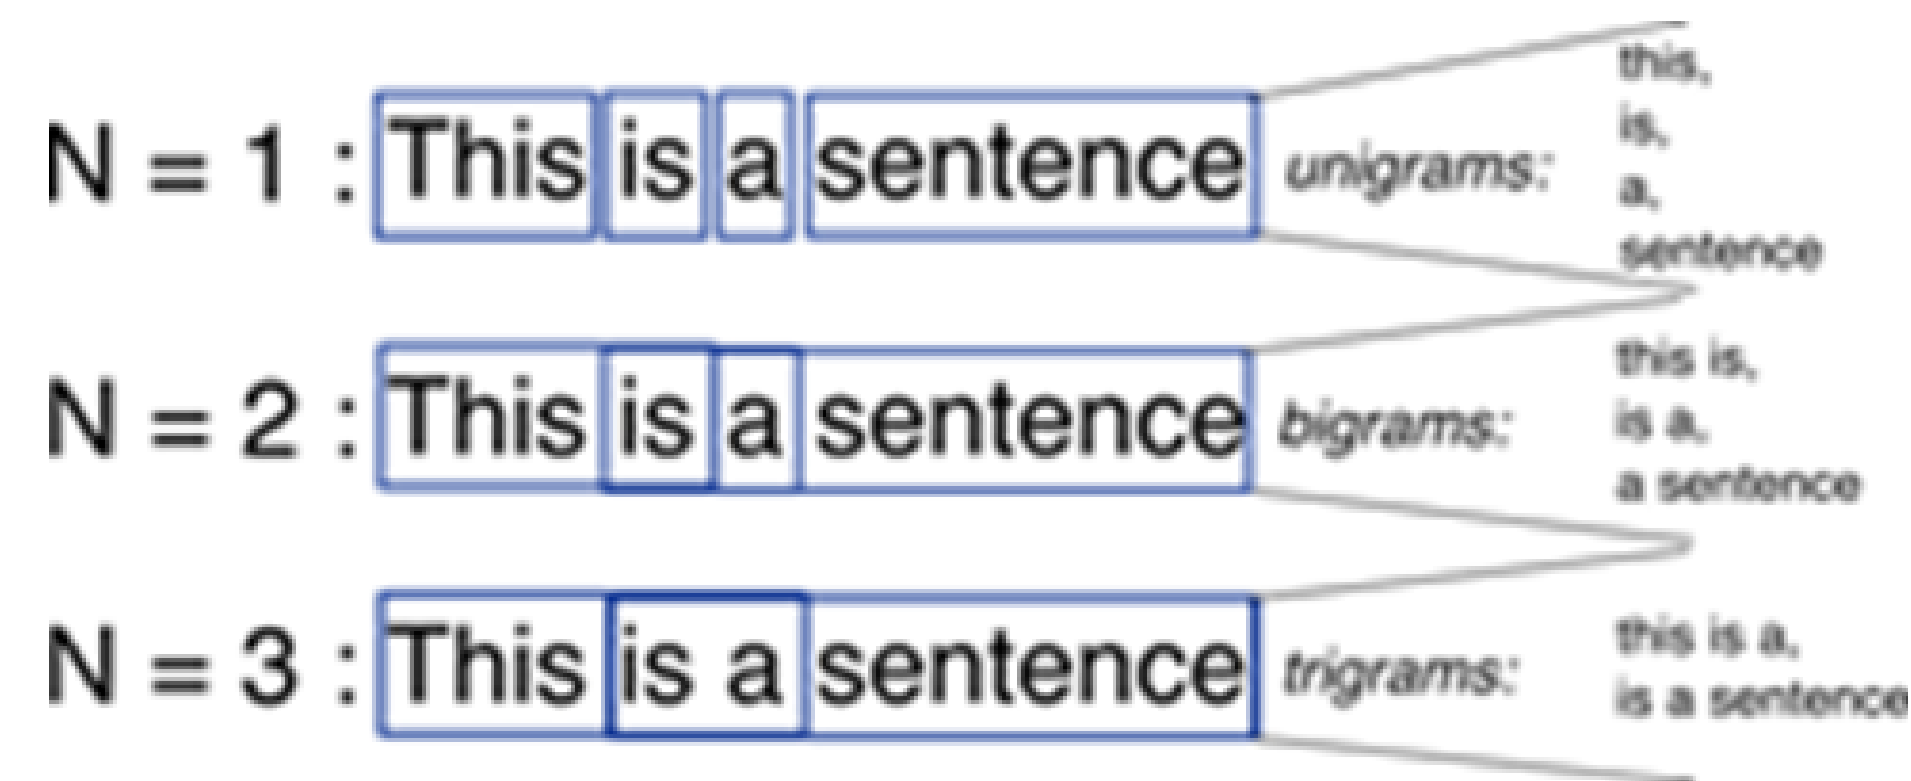 N = 1 : This is a sentence unigrams:
this,
is,
a,
sentence
N = 2 : This is a sentence bigrams:
this is,
is a,
a sentence
N = 3 : This is a sentence trigrams:
this is a,
is a sentence